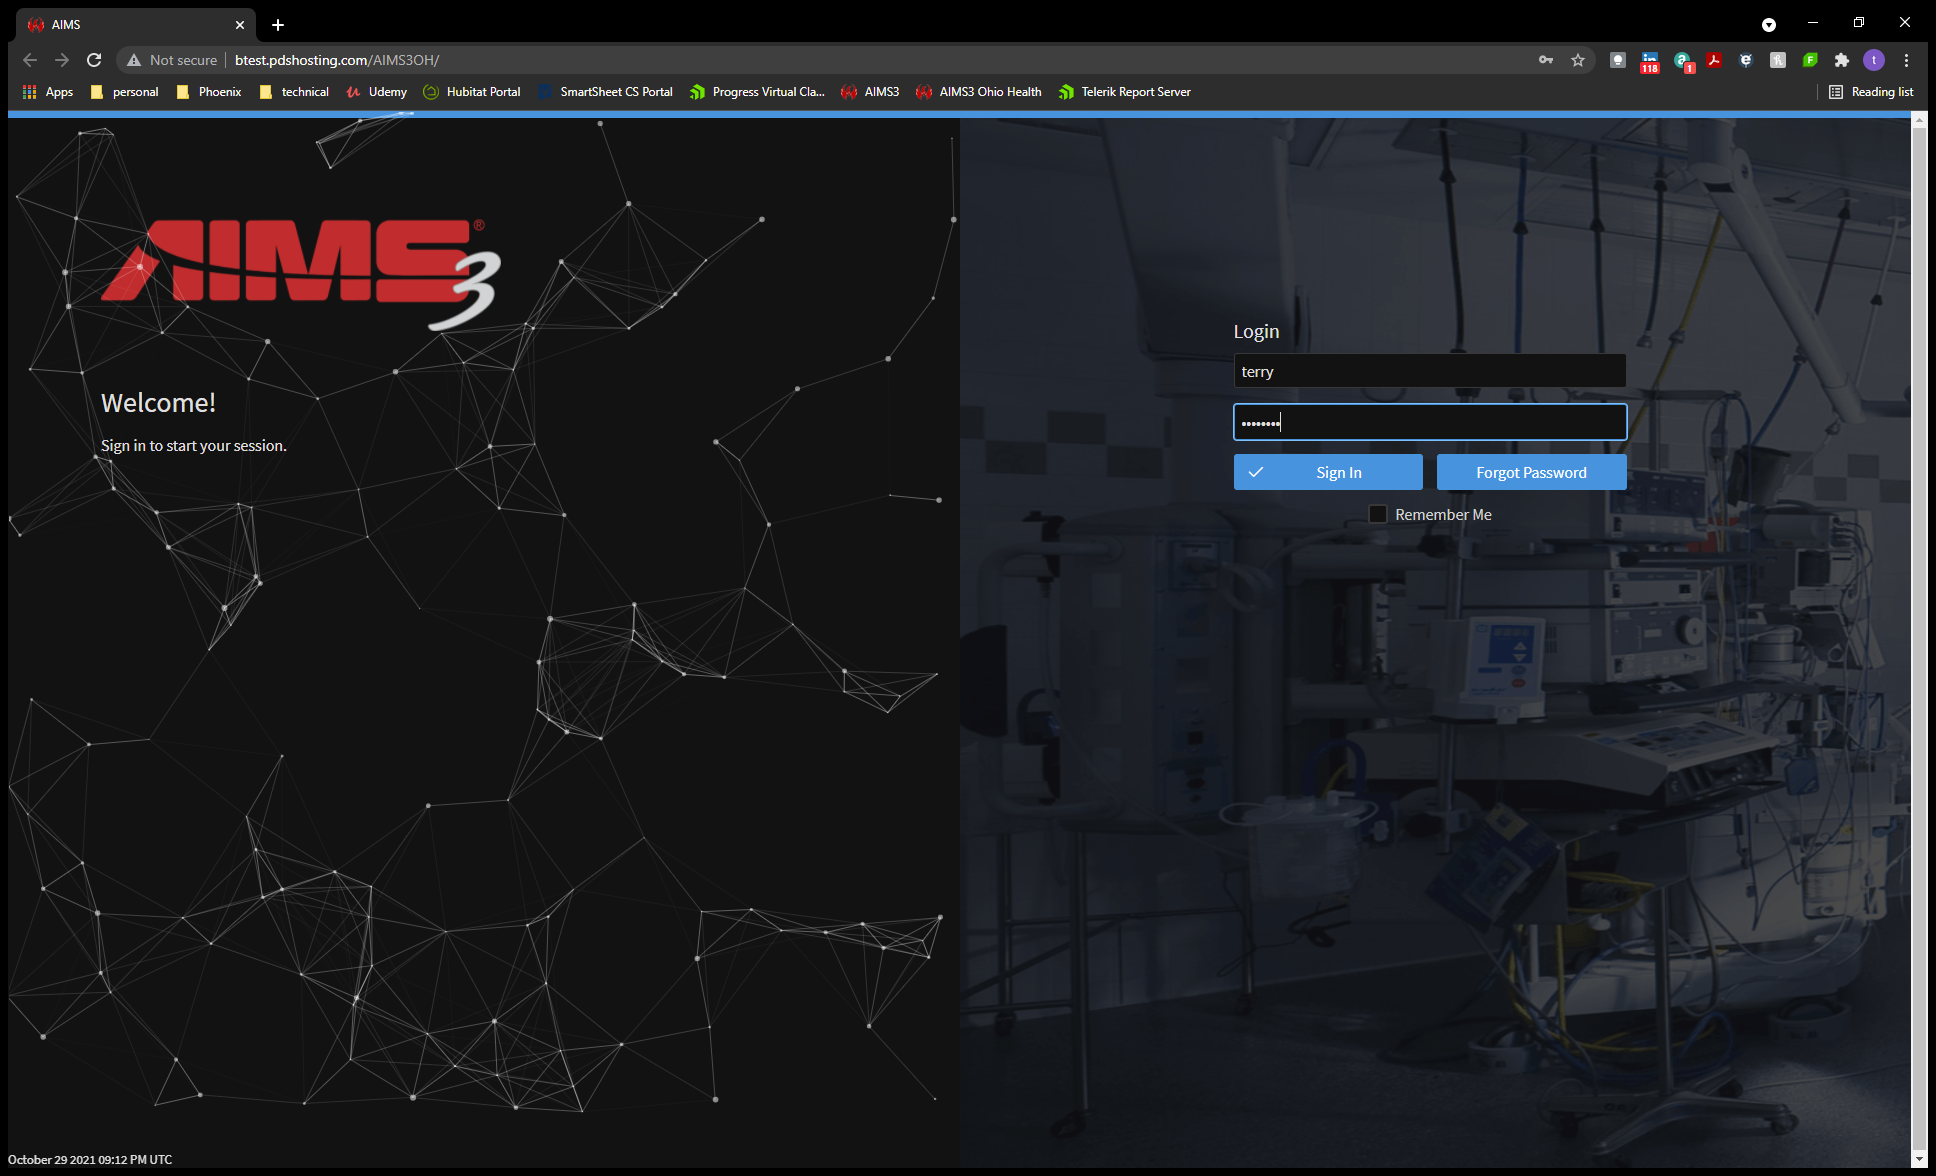 AIMS
Not secure
btest.pdshosting.com/AIMS3OH/
118
1
t
Apps
personal
Phoenix
technical
Udemy
Hubitat Portal
SmartSheet CS Portal
Progress Virtual Cla...
AIMS3
AIMS3 Ohio Health
Telerik Report Server
Reading list
AIMS®3
Welcome!
Sign in to start your session.
Login
terry
••••••••
Sign In
Forgot Password
Remember Me
October 29 2021 09:12 PM UTC